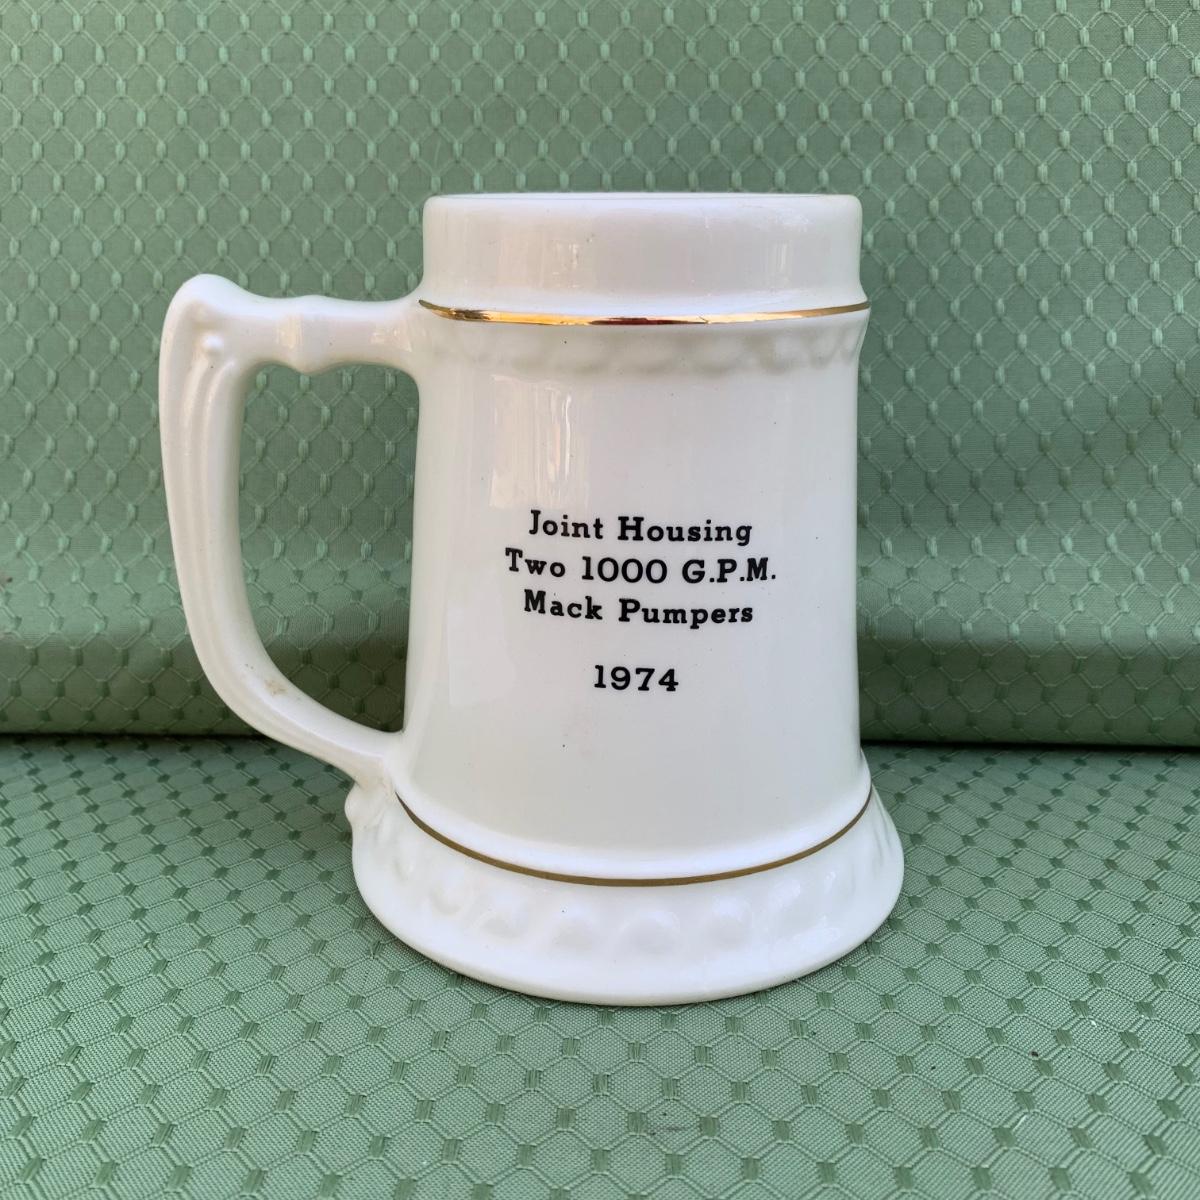 Joint Housing
Two 1000 G.P.M.
Mack Pumpers
1974